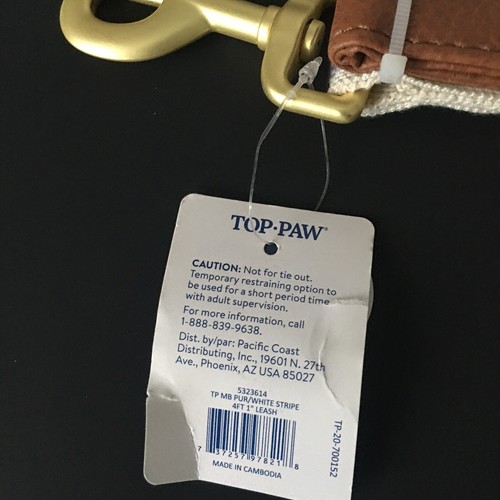 TOP•PAW®
CAUTION: Not for tie out.
Temporary restraining option to
be used for a short period time
with adult supervision.
For more information, call
1-888-839-9638.
Dist. by/par: Pacific Coast
Distributing, Inc., 19601 N. 27th
Ave., Phoenix, AZ USA 85027
5323614
TP MB PUR/WHITE STRIPE
4FT 1" LEASH
7 37257 97821 8
MADE IN CAMBODIA
TP-20-700152